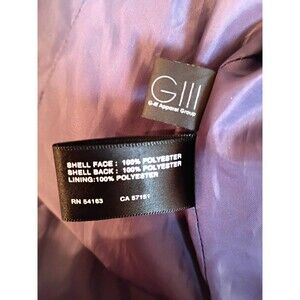 GIII
G-III Apparel Group
SHELL FACE : 100% POLYESTER
SHELL BACK : 100% POLYESTER
LINING:100% POLYESTER
RN 54163 CA 57151